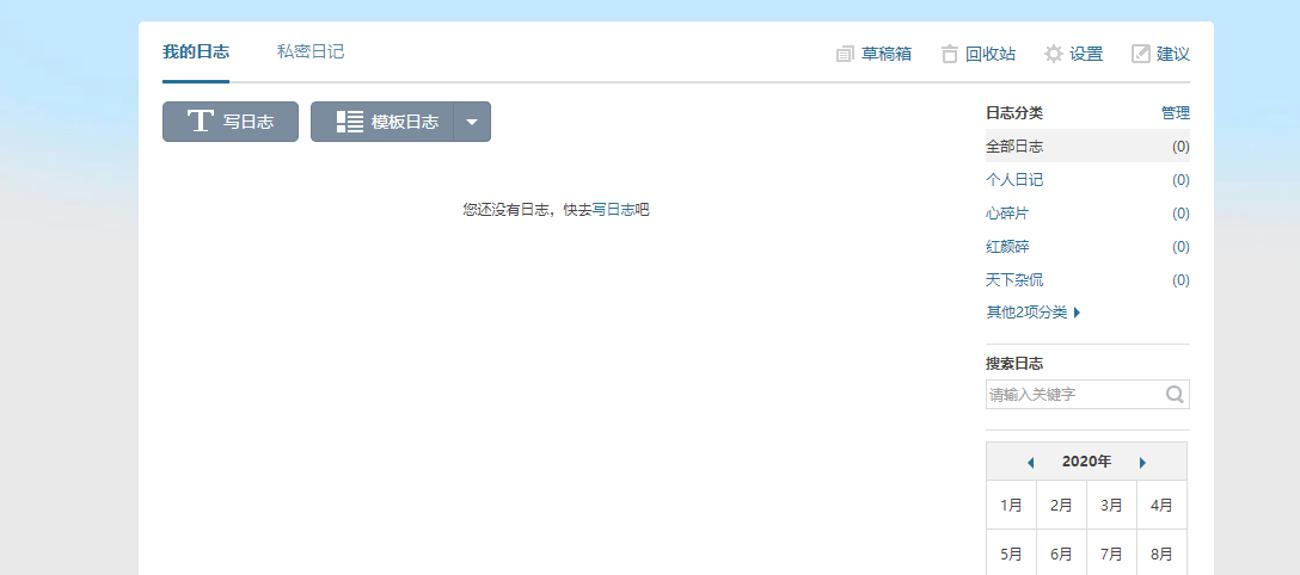 我的日志 私密日记 草稿箱 回收站 设置 建议
写日志 模板日志
您还没有日志，快去写日志吧
日志分类 管理
全部日志 (0)
个人日记 (0)
心碎片 (0)
红颜碎 (0)
天下杂侃 (0)
其他2项分类
搜索日志
请输入关键字
2020年
1月 2月 3月 4月
5月 6月 7月 8月